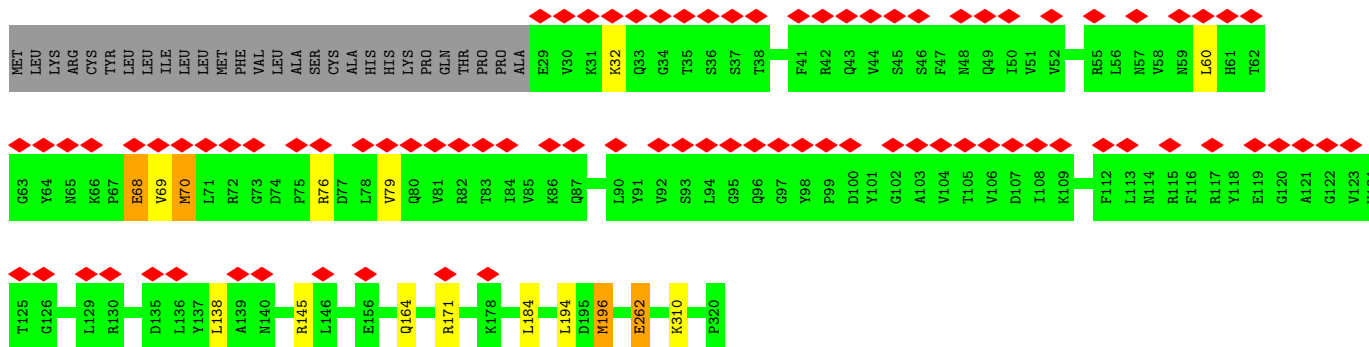 MET LEU LYS ARG CYS TYR LEU LEU ILE LEU LEU MET PHE VAL LEU ALA SER CYS ALA HIS HIS LYS PRO GLN THR PRO PRO ALA E29 V30 K31 K32 Q33 G34 T35 S36 S37 T38 F41 R42 Q43 V44 S45 S46 F47 N48 Q49 I50 V51 V52 R55 L56 N57 V58 N59 L60 H61 T62
G63 Y64 N65 K66 P67 E68 V69 M70 L71 R72 G73 D74 P75 R76 D77 L78 V79 Q80 V81 R82 T83 I84 V85 K86 Q87 L90 Y91 V92 S93 L94 G95 Q96 G97 Y98 P99 D100 Y101 G102 A103 V104 T105 V106 D107 I108 K109 F112 L113 N114 R115 F116 R117 Y118 E119 G120 A121 G122 V123
T125 G126 L129 R130 D135 L136 Y137 L138 A139 N140 R145 L146 E156 Q164 R171 K178 L184 L194 D195 M196 E262 K310 P320